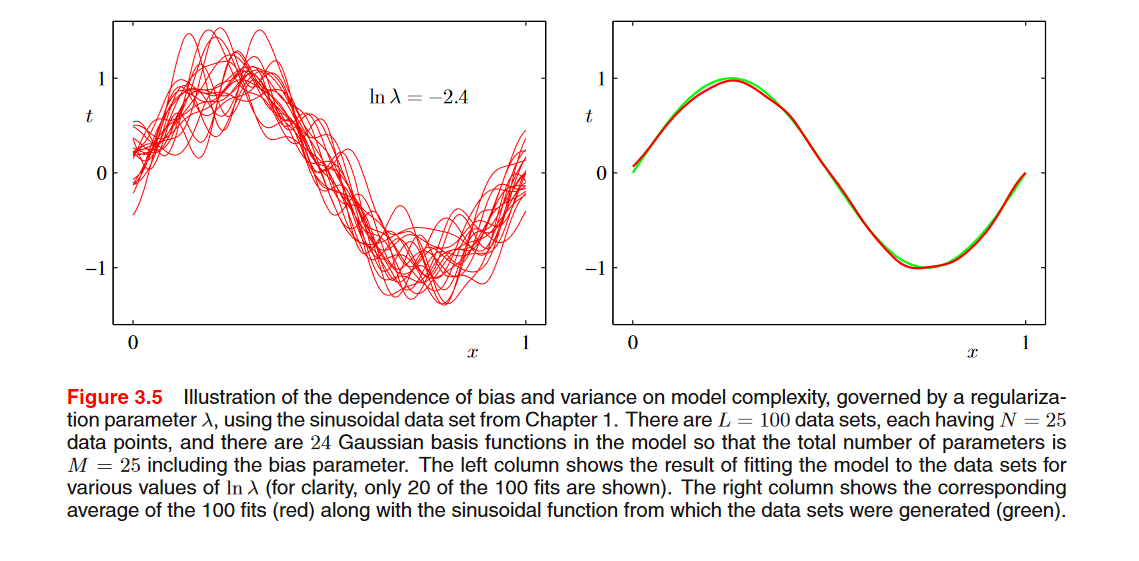 1
t
0
−1
0
x
1
ln λ = −2.4
1
t
0
−1
0
x
1
Figure 3.5 Illustration of the dependence of bias and variance on model complexity, governed by a regulariza-
tion parameter λ, using the sinusoidal data set from Chapter 1. There are L = 100 data sets, each having N = 25
data points, and there are 24 Gaussian basis functions in the model so that the total number of parameters is
M = 25 including the bias parameter. The left column shows the result of fitting the model to the data sets for
various values of ln λ (for clarity, only 20 of the 100 fits are shown). The right column shows the corresponding
average of the 100 fits (red) along with the sinusoidal function from which the data sets were generated (green).